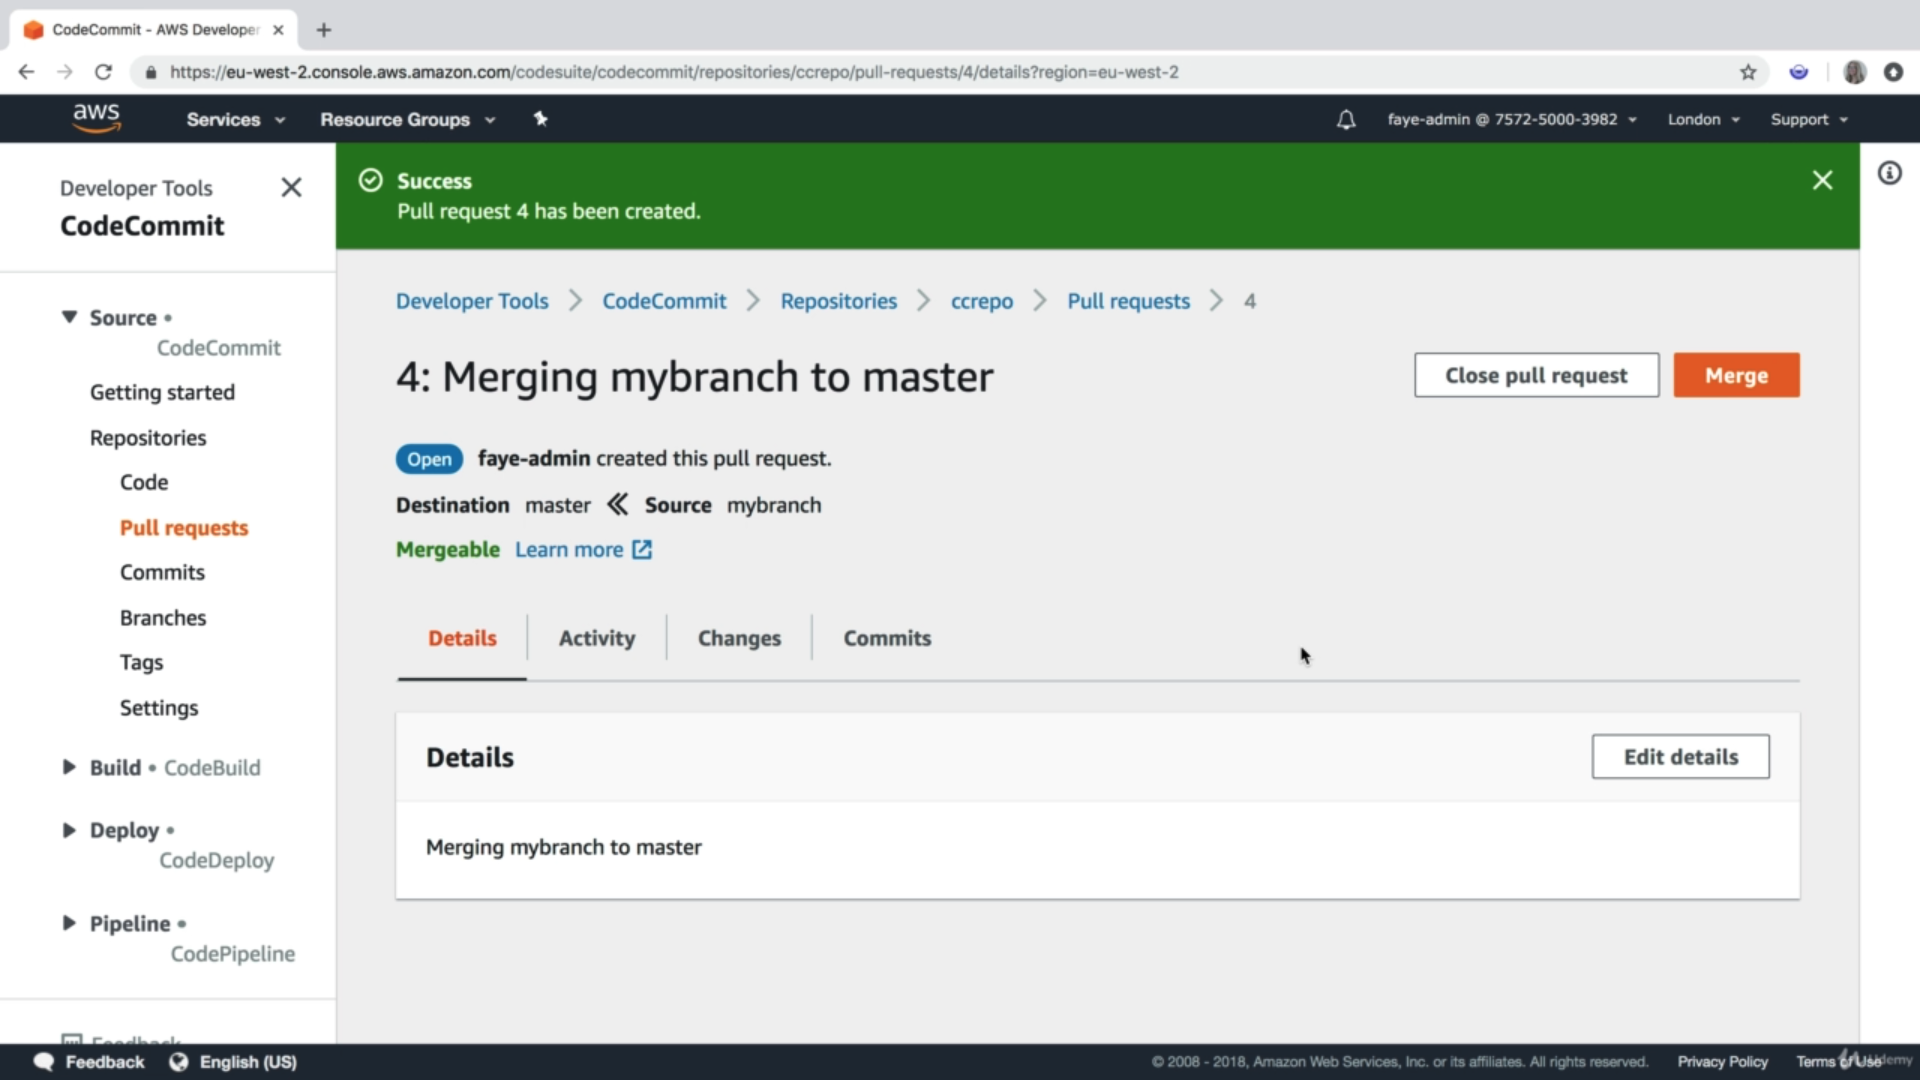 CodeCommit - AWS Developer
https://eu-west-2.console.aws.amazon.com/codesuite/codecommit/repositories/ccrepo/pull-requests/4/details?region=eu-west-2
aws Services Resource Groups faye-admin @ 7572-5000-3982 London Support
Developer Tools
CodeCommit
Source •
CodeCommit
Getting started
Repositories
Code
Pull requests
Commits
Branches
Tags
Settings
Build • CodeBuild
Deploy •
CodeDeploy
Pipeline •
CodePipeline
Feedback
Success
Pull request 4 has been created.
Developer Tools > CodeCommit > Repositories > ccrepo > Pull requests > 4
4: Merging mybranch to master
Close pull request Merge
Open faye-admin created this pull request.
Destination master Source mybranch
Mergeable Learn more
Details Activity Changes Commits
Details Edit details
Merging mybranch to master
Feedback English (US) © 2008 - 2018, Amazon Web Services, Inc. or its affiliates. All rights reserved. Privacy Policy Terms of Use